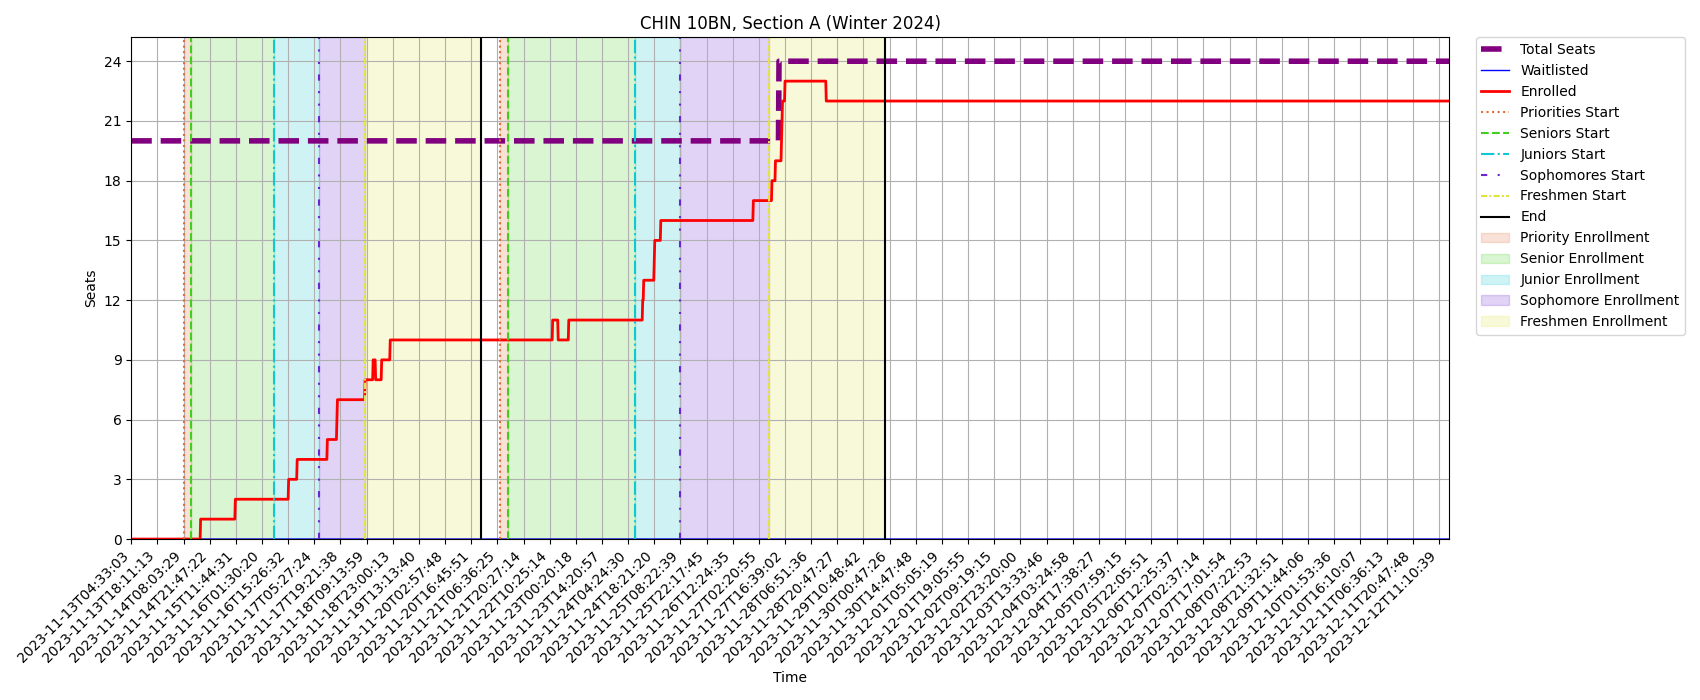 CHIN 10BN, Section A (Winter 2024)
Seats
24
21
18
15
12
9
6
3
0
2023-11-13T04:33:03
2023-11-13T18:11:13
2023-11-14T08:03:29
2023-11-14T21:47:22
2023-11-15T11:44:31
2023-11-16T01:30:20
2023-11-16T15:26:32
2023-11-17T05:27:24
2023-11-17T19:21:38
2023-11-18T09:13:59
2023-11-18T23:00:13
2023-11-19T13:13:40
2023-11-20T02:57:48
2023-11-20T16:45:51
2023-11-21T06:36:25
2023-11-21T20:27:14
2023-11-22T10:25:14
2023-11-23T00:20:18
2023-11-23T14:20:57
2023-11-24T04:24:30
2023-11-24T18:21:20
2023-11-25T08:22:39
2023-11-25T22:17:45
2023-11-26T12:24:35
2023-11-27T02:20:55
2023-11-27T16:39:02
2023-11-28T06:51:36
2023-11-28T20:47:27
2023-11-29T10:48:42
2023-11-30T00:47:26
2023-11-30T14:47:48
2023-12-01T05:05:19
2023-12-01T19:05:55
2023-12-02T09:19:15
2023-12-02T23:20:00
2023-12-03T13:33:46
2023-12-04T03:24:58
2023-12-04T17:38:27
2023-12-05T07:59:15
2023-12-05T22:05:51
2023-12-06T12:25:37
2023-12-07T02:37:14
2023-12-07T17:01:54
2023-12-08T07:22:53
2023-12-08T21:32:51
2023-12-09T11:44:06
2023-12-10T01:53:36
2023-12-10T16:10:07
2023-12-11T06:36:13
2023-12-11T20:47:48
2023-12-12T11:10:39
Time
Total Seats
Waitlisted
Enrolled
Priorities Start
Seniors Start
Juniors Start
Sophomores Start
Freshmen Start
End
Priority Enrollment
Senior Enrollment
Junior Enrollment
Sophomore Enrollment
Freshmen Enrollment